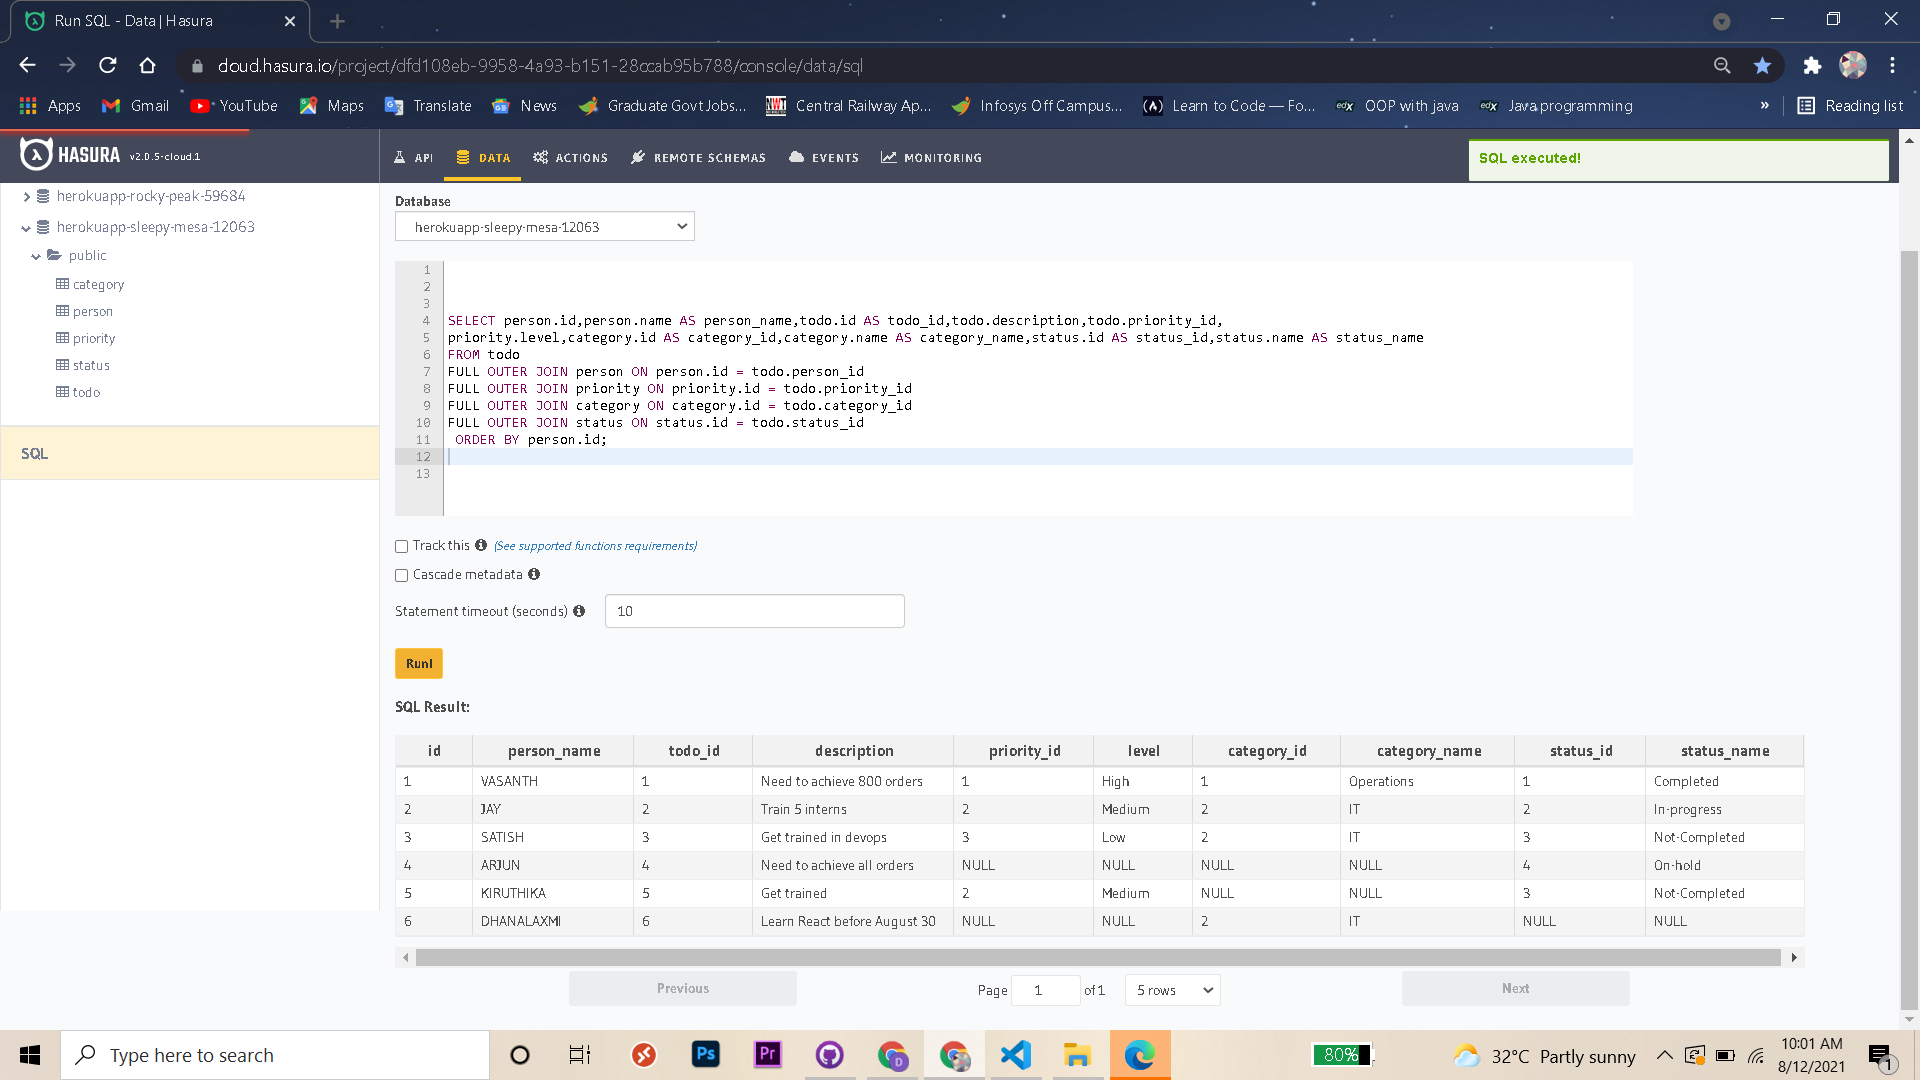 Run SQL - Data | Hasura
cloud.hasura.io/project/dfd108eb-9958-4a93-b151-28ccab95b788/console/data/sql
Apps Gmail YouTube Maps Translate News Graduate Govt Jobs... Central Railway Ap... Infosys Off Campus... Learn to Code — Fo... OOP with java Java programming » Reading list
HASURA v2.0.5-cloud.1 API DATA ACTIONS REMOTE SCHEMAS EVENTS MONITORING
SQL executed!
herokuapp-rocky-peak-59684
herokuapp-sleepy-mesa-12063
public
category
person
priority
status
todo
SQL
Database
herokuapp-sleepy-mesa-12063
1
2
3
4 SELECT person.id,person.name AS person_name,todo.id AS todo_id,todo.description,todo.priority_id,
5 priority.level,category.id AS category_id,category.name AS category_name,status.id AS status_id,status.name AS status_name
6 FROM todo
7 FULL OUTER JOIN person ON person.id = todo.person_id
8 FULL OUTER JOIN priority ON priority.id = todo.priority_id
9 FULL OUTER JOIN category ON category.id = todo.category_id
10 FULL OUTER JOIN status ON status.id = todo.status_id
11 ORDER BY person.id;
12
13
Track this (See supported functions requirements)
Cascade metadata
Statement timeout (seconds) 10
Run!
SQL Result:
id person_name todo_id description priority_id level category_id category_name status_id status_name
1 VASANTH 1 Need to achieve 800 orders 1 High 1 Operations 1 Completed
2 JAY 2 Train 5 interns 2 Medium 2 IT 2 In-progress
3 SATISH 3 Get trained in devops 3 Low 2 IT 3 Not-Completed
4 ARJUN 4 Need to achieve all orders NULL NULL NULL NULL 4 On-hold
5 KIRUTHIKA 5 Get trained 2 Medium NULL NULL 3 Not-Completed
6 DHANALAXMI 6 Learn React before August 30 NULL NULL 2 IT NULL NULL
Previous Page 1 of 1 5 rows Next
Type here to search Ps Pr D 80% 32°C Partly sunny 10:01 AM
8/12/2021 1